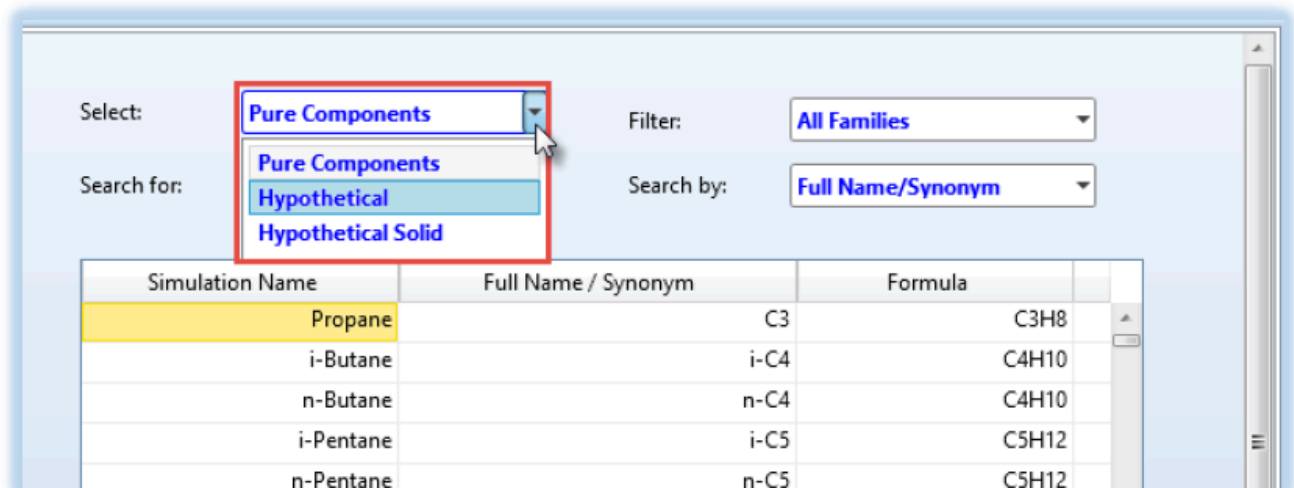 Select: Pure Components Filter: All Families
Pure Components
Search for: Hypothetical Search by: Full Name/Synonym
Hypothetical Solid
Simulation Name Full Name / Synonym Formula
Propane C3 C3H8
i-Butane i-C4 C4H10
n-Butane n-C4 C4H10
i-Pentane i-C5 C5H12
n-Pentane n-C5 C5H12